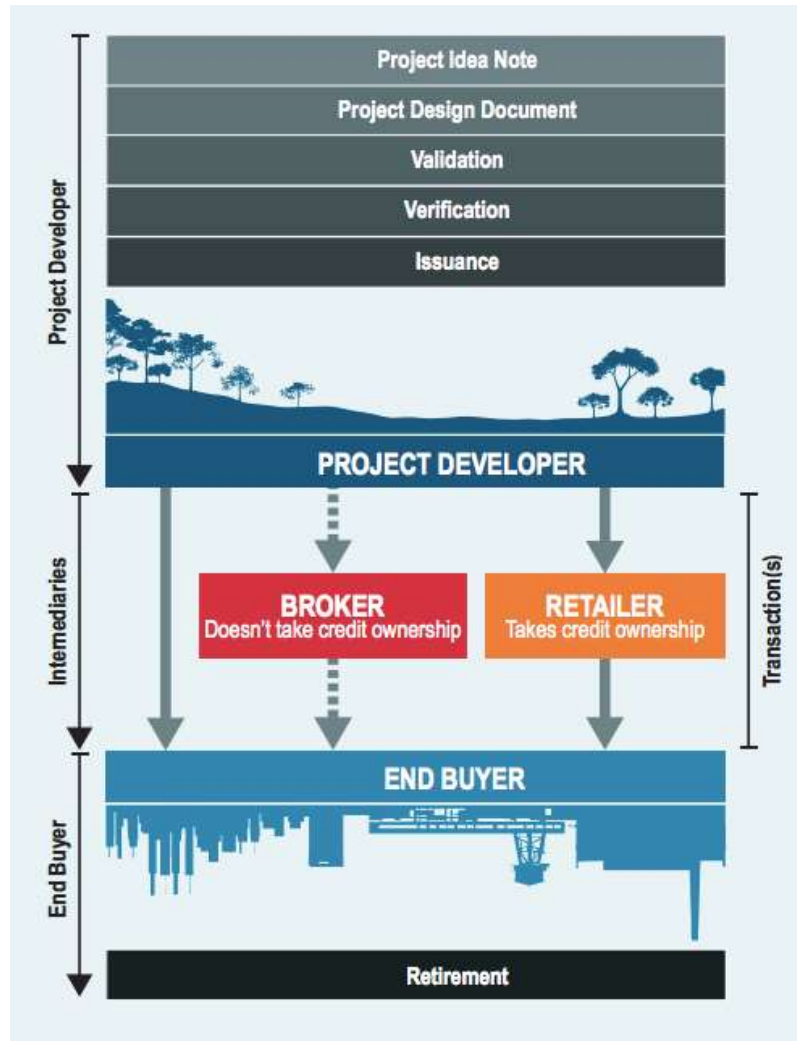 Project Idea Note
Project Design Document
Validation
Verification
Issuance
Project Developer
PROJECT DEVELOPER
Intermediaries
BROKER
Doesn't take credit ownership
RETAILER
Takes credit ownership
Transaction(s)
END BUYER
End Buyer
Retirement